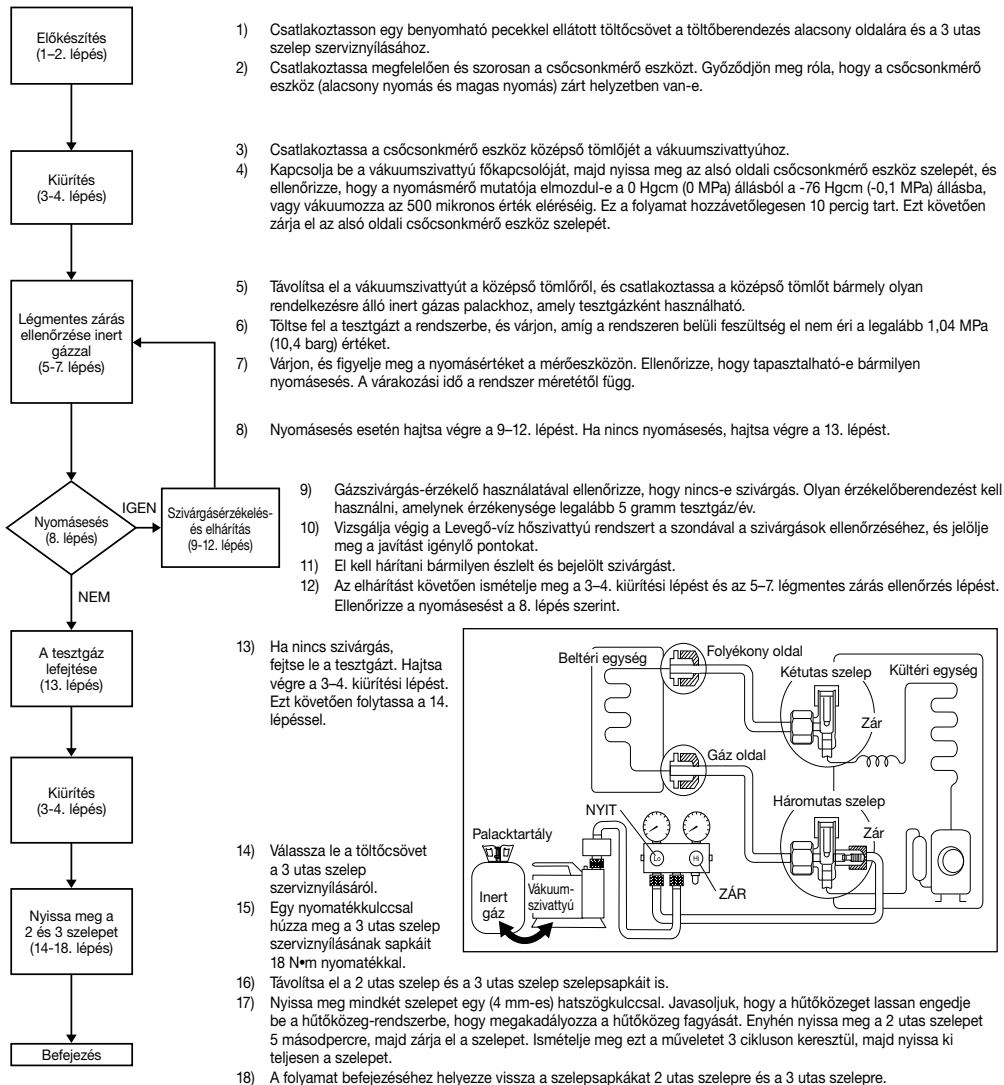 Előkészítés
(1–2. lépés)
1) Csatlakoztasson egy benyomható pecekkel ellátott töltőcsövet a töltőberendezés alacsony oldalára és a 3 utas
szelep szerviznyílásához.
2) Csatlakoztassa megfelelően és szorosan a csőcsonkmérő eszközt. Győződjön meg róla, hogy a csőcsonkmérő
eszköz (alacsony nyomás és magas nyomás) zárt helyzetben van-e.
Kiürítés
(3-4. lépés)
3) Csatlakoztassa a csőcsonkmérő eszköz középső tömlőjét a vákuumszivattyúhoz.
4) Kapcsolja be a vákuumszivattyú főkapcsolóját, majd nyissa meg az alsó oldali csőcsonkmérő eszköz szelepét, és
ellenőrizze, hogy a nyomásmérő mutatója elmozdul-e a 0 Hgcm (0 MPa) állásból a -76 Hgcm (-0,1 MPa) állásba,
vagy vákuumozza az 500 mikronos érték eléréséig. Ez a folyamat hozzávetőlegesen 10 percig tart. Ezt követően
zárja el az alsó oldali csőcsonkmérő eszköz szelepét.
Légmentes zárás
ellenőrzése inert
gázzal
(5-7. lépés)
5) Távolítsa el a vákuumszivattyút a középső tömlőről, és csatlakoztassa a középső tömlőt bármely olyan
rendelkezésre álló inert gázas palackhoz, amely tesztgázként használható.
6) Töltse fel a tesztgázt a rendszerbe, és várjon, amíg a rendszeren belüli feszültség el nem éri a legalább 1,04 MPa
(10,4 barg) értéket.
7) Várjon, és figyelje meg a nyomásértéket a mérőeszközön. Ellenőrizze, hogy tapasztalható-e bármilyen
nyomásesés. A várakozási idő a rendszer méretétől függ.
8) Nyomásesés esetén hajtsa végre a 9–12. lépést. Ha nincs nyomásesés, hajtsa végre a 13. lépést.
Nyomásesés
(8. lépés)
IGEN
NEM
Szivárgásérzékelés-
és elhárítás
(9-12. lépés)
9) Gázszivárgás-érzékelő használatával ellenőrizze, hogy nincs-e szivárgás. Olyan érzékelőberendezést kell
használni, amelynek érzékenysége legalább 5 gramm tesztgáz/év.
10) Vizsgálja végig a Levegő-víz hőszivattyú rendszert a szondával a szivárgások ellenőrzéséhez, és jelölje
meg a javítást igénylő pontokat.
11) El kell hárítani bármilyen észlelt és bejelölt szivárgást.
12) Az elhárítást követően ismételje meg a 3–4. kiürítési lépést és az 5–7. légmentes zárás ellenőrzés lépést.
Ellenőrizze a nyomásesést a 8. lépés szerint.
A tesztgáz
lefejtése
(13. lépés)
13) Ha nincs szivárgás,
fejtse le a tesztgázt. Hajtsa
végre a 3–4. kiürítési lépést.
Ezt követően folytassa a 14.
lépéssel.
Beltéri egység
Folyékony oldal
Kétutas szelep
Kültéri egység
Zár
Gáz oldal
NYIT
Háromutas szelep
Zár
Palacktartály
Lo
Hi
ZÁR
Inert
gáz
Vákuum-
szivattyú
Kiürítés
(3-4. lépés)
14) Válassza le a töltőcsövet
a 3 utas szelep
szerviznyílásáról.
15) Egy nyomatékkulccsal
húzza meg a 3 utas szelep
szerviznyílásának sapkáit
18 N•m nyomatékkal.
Nyissa meg a
2 és 3 szelepet
(14-18. lépés)
16) Távolítsa el a 2 utas szelep és a 3 utas szelep szelepsapkáit is.
17) Nyissa meg mindkét szelepet egy (4 mm-es) hatszögkulccsal. Javasoljuk, hogy a hűtőközeget lassan engedje
be a hűtőközeg-rendszerbe, hogy megakadályozza a hűtőközeg fagyását. Enyhén nyissa meg a 2 utas szelepet
5 másodpercre, majd zárja el a szelepet. Ismételje meg ezt a műveletet 3 cikluson keresztül, majd nyissa ki
teljesen a szelepet.
18) A folyamat befejezéséhez helyezze vissza a szelepsapkákat 2 utas szelepre és a 3 utas szelepre.
Befejezés